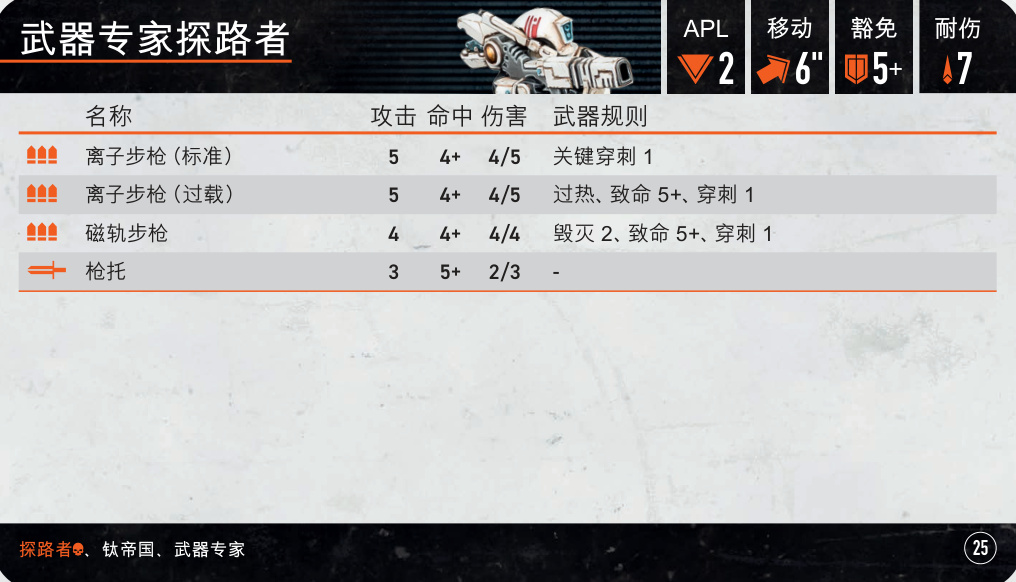 武器专家探路者
APL 移动 豁免 耐伤
2 6" 5+ 7
名称 攻击 命中 伤害 武器规则
离子步枪（标准） 5 4+ 4/5 关键穿刺 1
离子步枪（过载） 5 4+ 4/5 过热、致命 5+、穿刺 1
磁轨步枪 4 4+ 4/4 毁灭 2、致命 5+、穿刺 1
枪托 3 5+ 2/3 -
探路者、钛帝国、武器专家
25